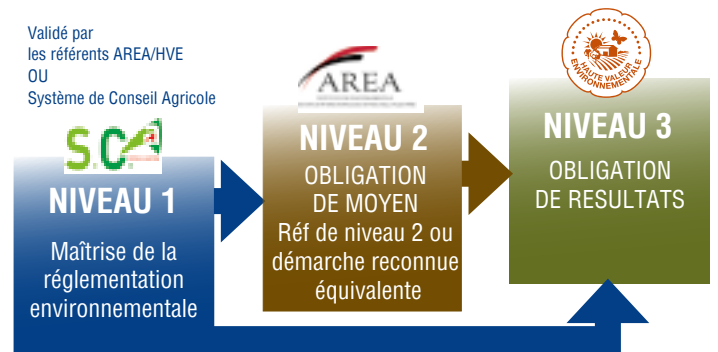 Validé par
les référents AREA/HVE
OU
Système de Conseil Agricole
S.C.A
NIVEAU 1
Maîtrise de la
réglementation
environnementale
AREA
NIVEAU 2
OBLIGATION
DE MOYEN
Réf de niveau 2 ou
démarche reconnue
équivalente
HAUTE VALEUR
ENVIRONNEMENTALE
NIVEAU 3
OBLIGATION
DE RESULTATS